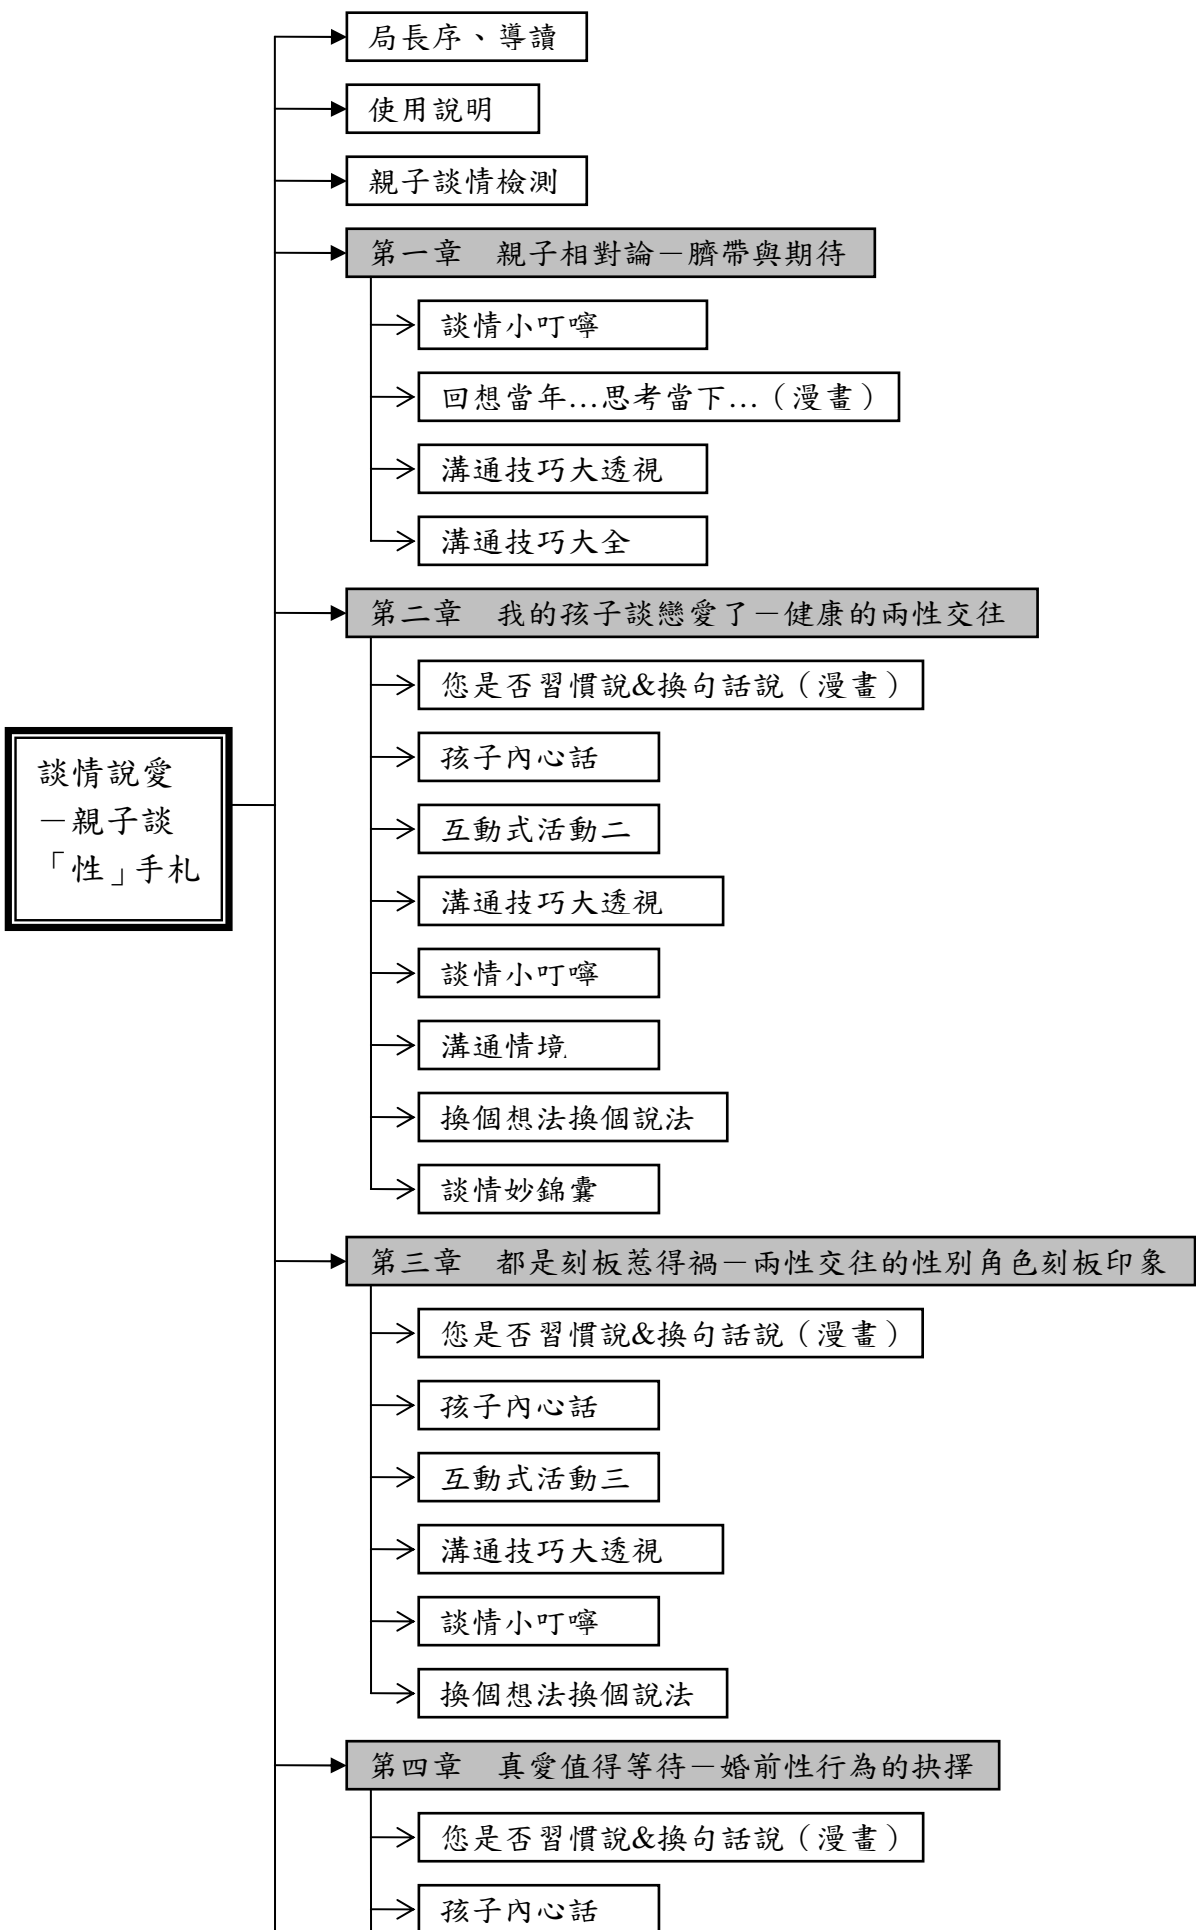 局長序、導讀
使用說明
親子談情檢測
第一章　親子相對論－臍帶與期待
談情小叮嚀
回想當年…思考當下…（漫畫）
溝通技巧大透視
溝通技巧大全
第二章　我的孩子談戀愛了－健康的兩性交往
您是否習慣說&換句話說（漫畫）
孩子內心話
談情說愛
－親子談
「性」手札
互動式活動二
溝通技巧大透視
談情小叮嚀
溝通情境
換個想法換個說法
談情妙錦囊
第三章　都是刻板惹得禍－兩性交往的性別角色刻板印象
您是否習慣說&換句話說（漫畫）
孩子內心話
互動式活動三
溝通技巧大透視
談情小叮嚀
換個想法換個說法
第四章　真愛值得等待－婚前性行為的抉擇
您是否習慣說&換句話說（漫畫）
孩子內心話